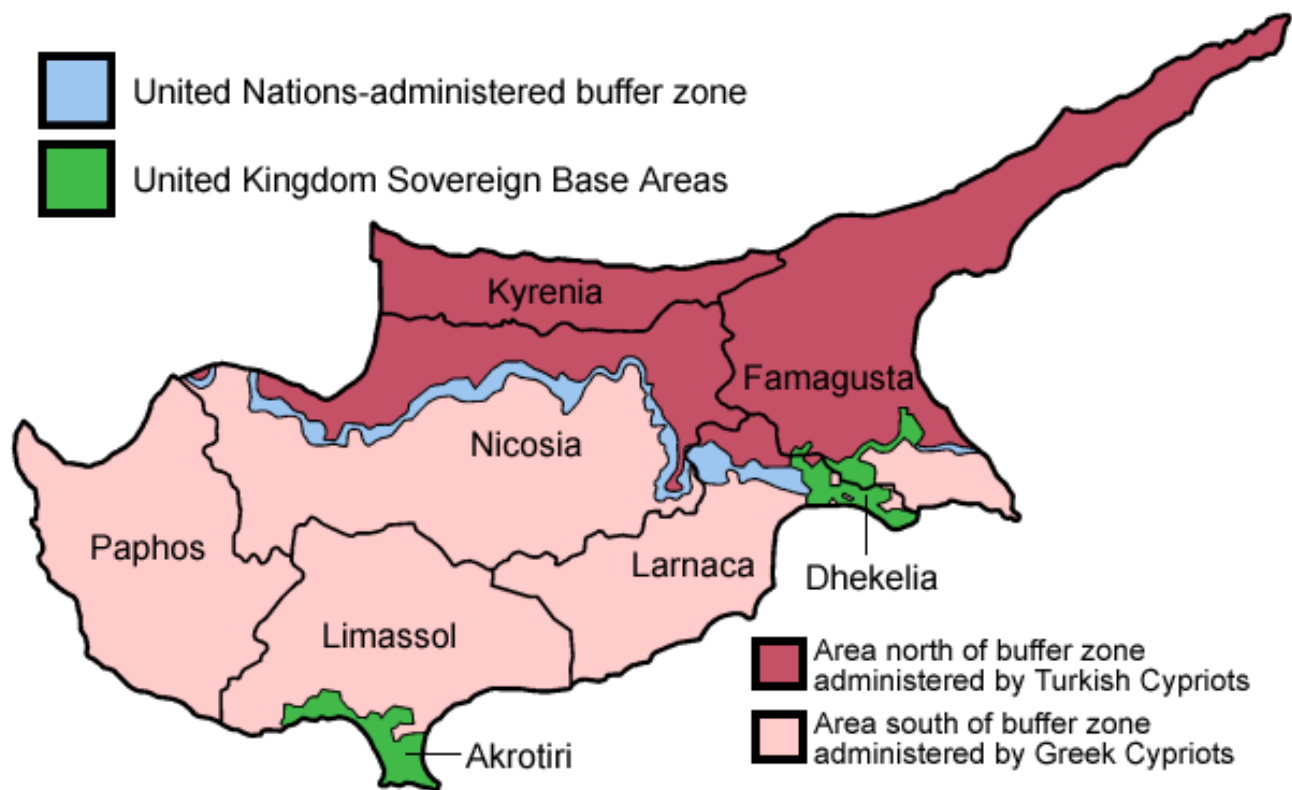 United Nations-administered buffer zone
United Kingdom Sovereign Base Areas
Kyrenia
Famagusta
Nicosia
Paphos
Larnaca
Dhekelia
Limassol
Akrotiri
Area north of buffer zone
administered by Turkish Cypriots
Area south of buffer zone
administered by Greek Cypriots